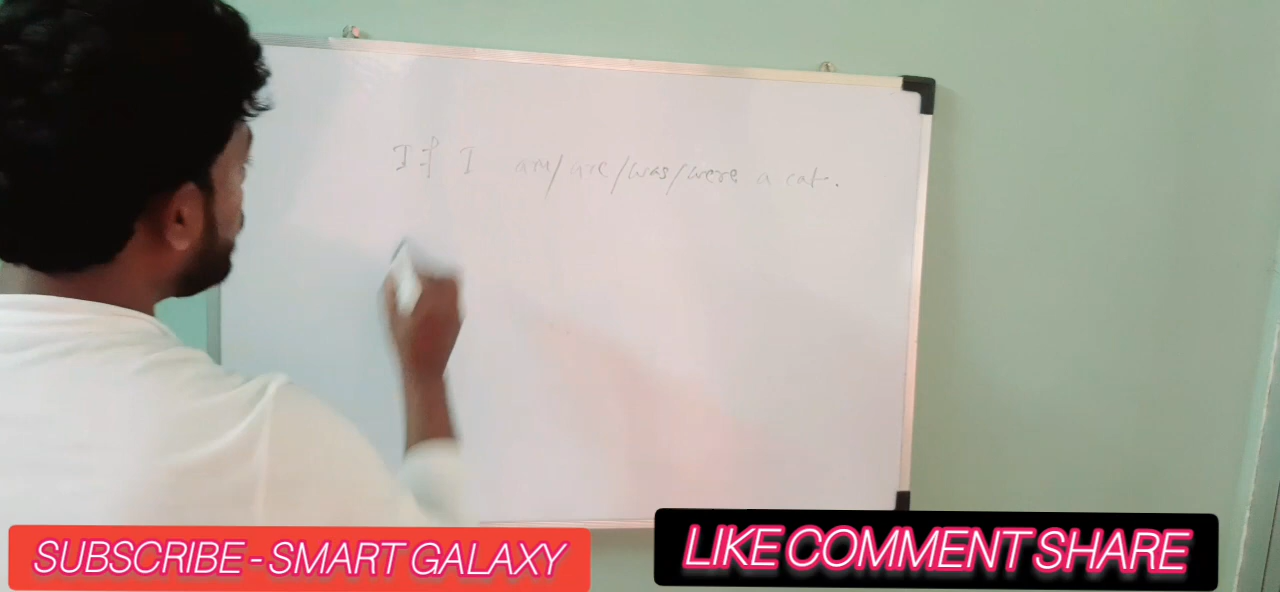 If I am/are/was/were a cat.
SUBSCRIBE - SMART GALAXY
LIKE COMMENT SHARE